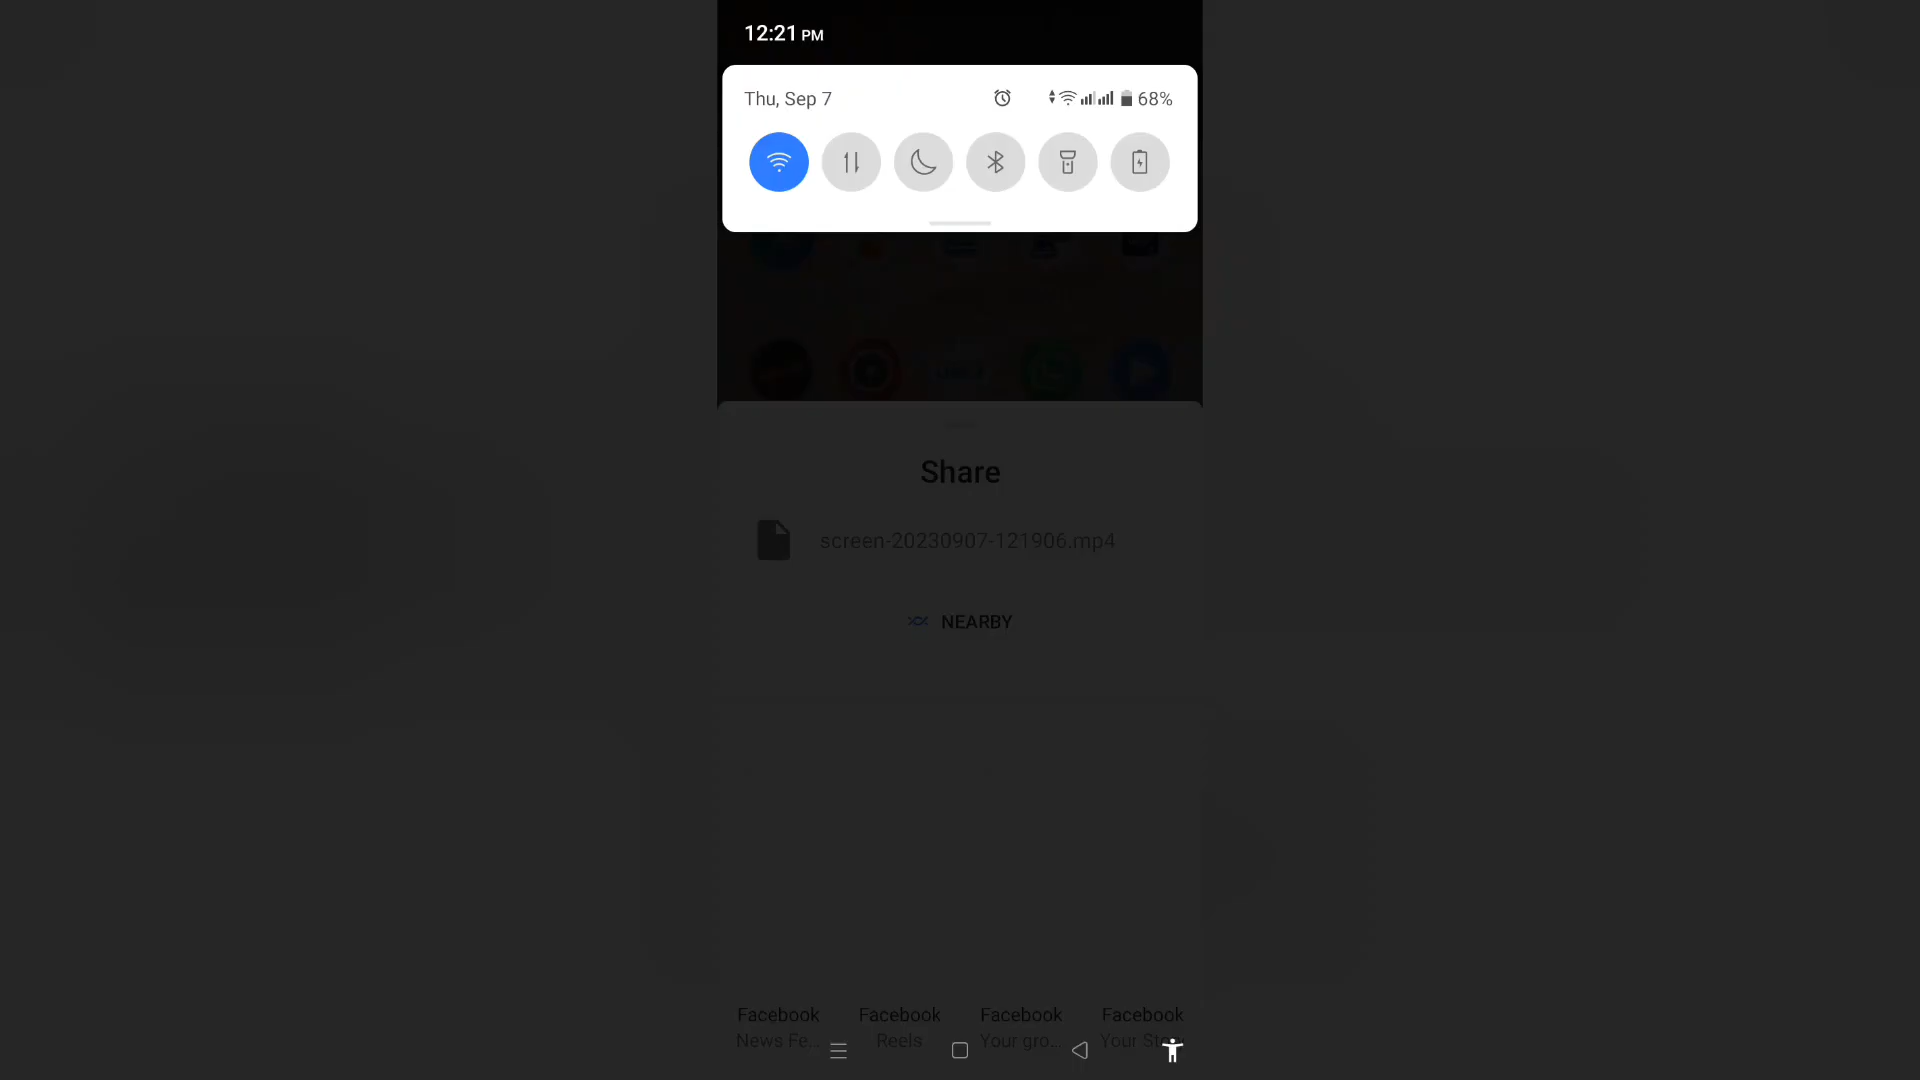 12:21 PM
Thu, Sep 7
68%
Share
screen-20230907-121906.mp4
NEARBY
Facebook Facebook Facebook Facebook
News Fe... Reels Your gro... Your